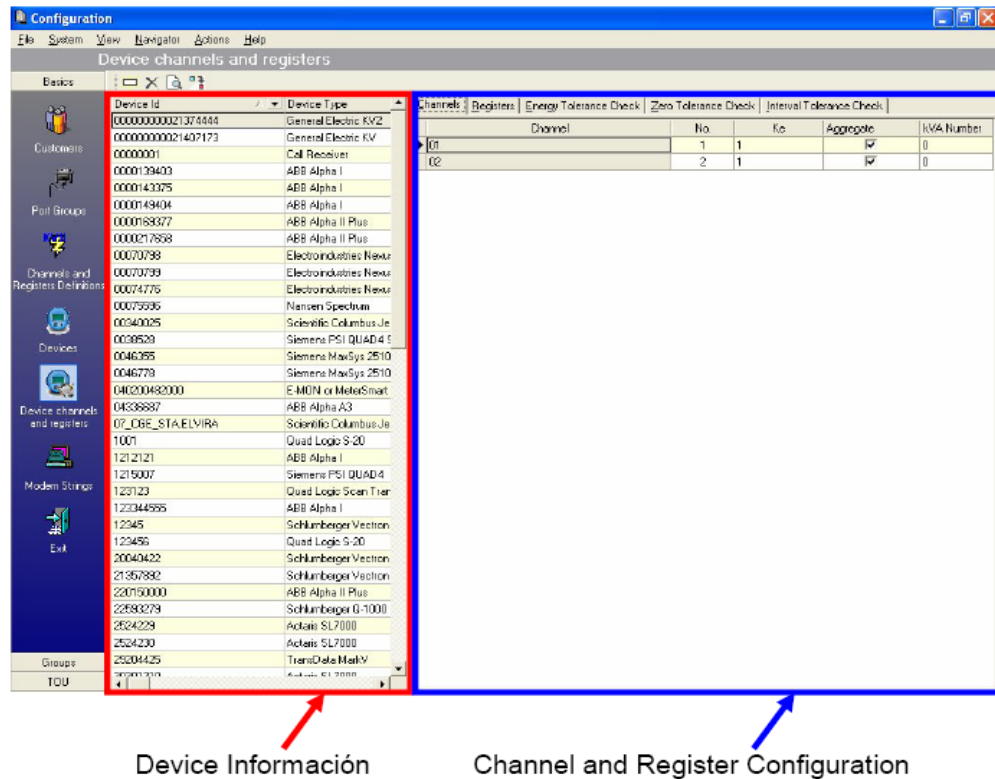 Configuration
File System View Navigator Actions Help
Device channels and registers
Basics
Customers
Port Groups
Channels and
Registers Definitions
Devices
Device channels
and registers
Modem Strings
Exit
Groups
TOU
Device Id Device Type
000000000021374444 General Electric KV2
000000000021407173 General Electric KV
00000001 Call Receiver
0000139403 ABB Alpha I
0000143375 ABB Alpha I
0000149404 ABB Alpha I
0000169377 ABB Alpha II Plus
0000217658 ABB Alpha II Plus
00070798 Electroindustries Nexus
00070799 Electroindustries Nexus
00074776 Electroindustries Nexus
00075595 Nansen Spectrum
00340025 Scientific Columbus Je
0038528 Siemens PSI QUAD4 S
0046355 Siemens MaxSys 2510
0046778 Siemens MaxSys 2510
040200482000 E-MON or MeterSmart
04336687 ABB Alpha A3
07_CGE_STA.ELVIRA Scientific Columbus Je
1001 Quad Logic S-20
1212121 ABB Alpha I
1215007 Siemens PSI QUAD4
123123 Quad Logic Scan Tran
123344555 ABB Alpha I
12345 Schlumberger Vectron
123456 Quad Logic S-20
20040422 Schlumberger Vectron
21357892 Schlumberger Vectron
220150000 ABB Alpha II Plus
22593279 Schlumberger Q-1000
2524229 Actaris SL7000
2524230 Actaris SL7000
29204425 TransData MarkV
Actaris SL7000
Channels Registers Energy Tolerance Check Zero Tolerance Check Interval Tolerance Check
Channel No. Ke Aggregate kVA Number
01 1 1 0
02 2 1 0
Device Información
Channel and Register Configuration